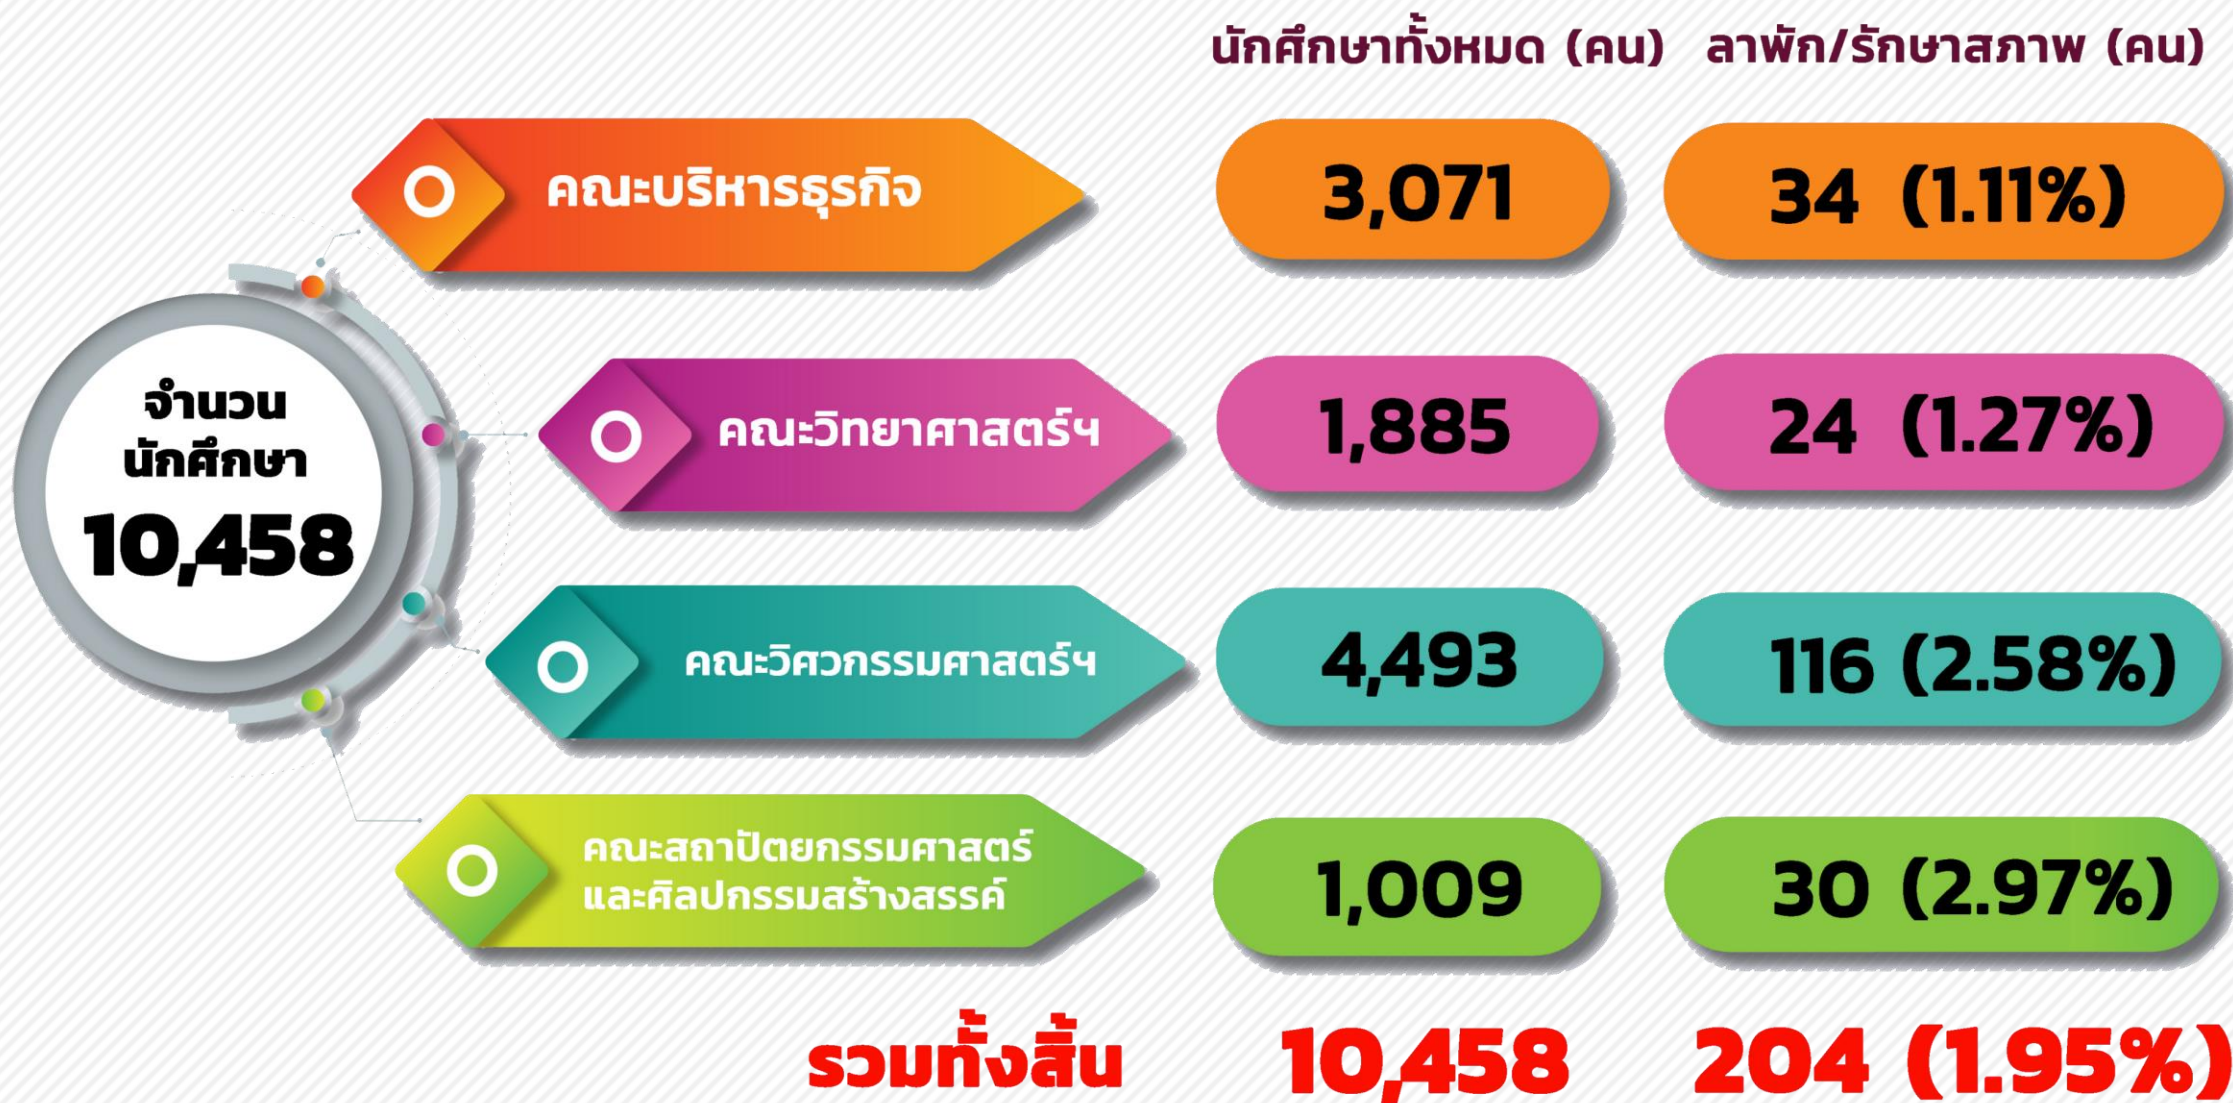 นักศึกษาทั้งหมด (คน) ลาพัก/รักษาสภาพ (คน)
คณะบริหารธุรกิจ 3,071 34 (1.11%)
จำนวน
นักศึกษา
10,458
คณะวิทยาศาสตร์ฯ 1,885 24 (1.27%)
คณะวิศวกรรมศาสตร์ฯ 4,493 116 (2.58%)
คณะสถาปัตยกรรมศาสตร์
และศิลปกรรมสร้างสรรค์ 1,009 30 (2.97%)
รวมทั้งสิ้น 10,458 204 (1.95%)